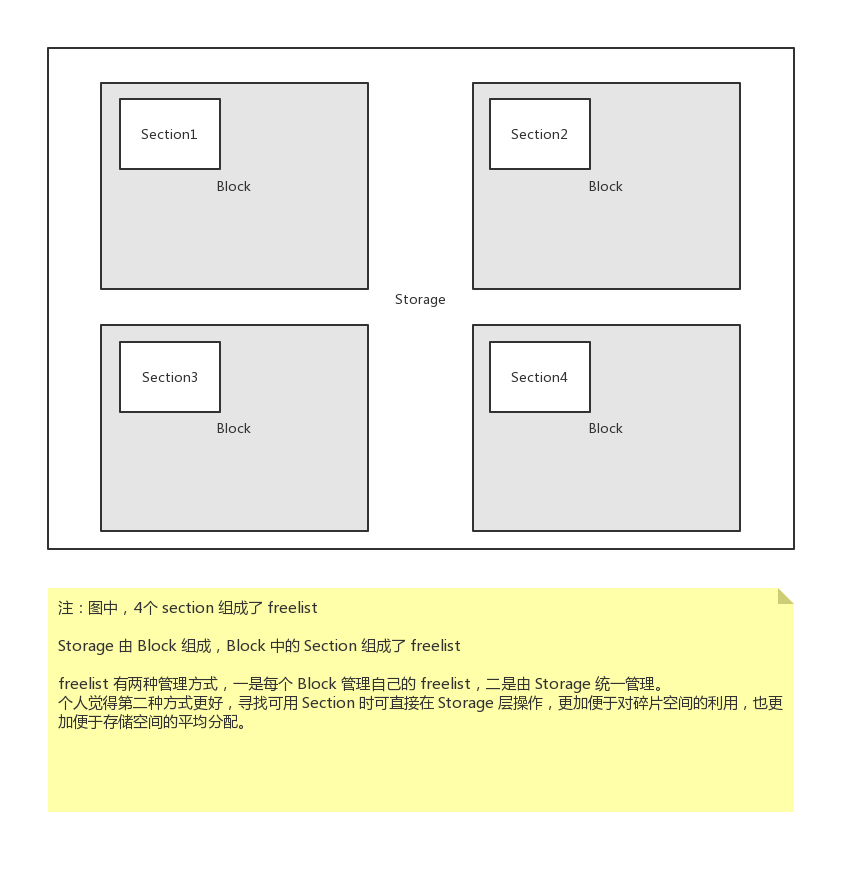 Section1
Block
Section2
Block
Storage
Section3
Block
Section4
Block
注：图中，4个 section 组成了 freelist
Storage 由 Block 组成，Block 中的 Section 组成了 freelist
freelist 有两种管理方式，一是每个 Block 管理自己的 freelist，二是由 Storage 统一管理。
个人觉得第二种方式更好，寻找可用 Section 时可直接在 Storage 层操作，更加便于对碎片空间的利用，也更
加便于存储空间的平均分配。